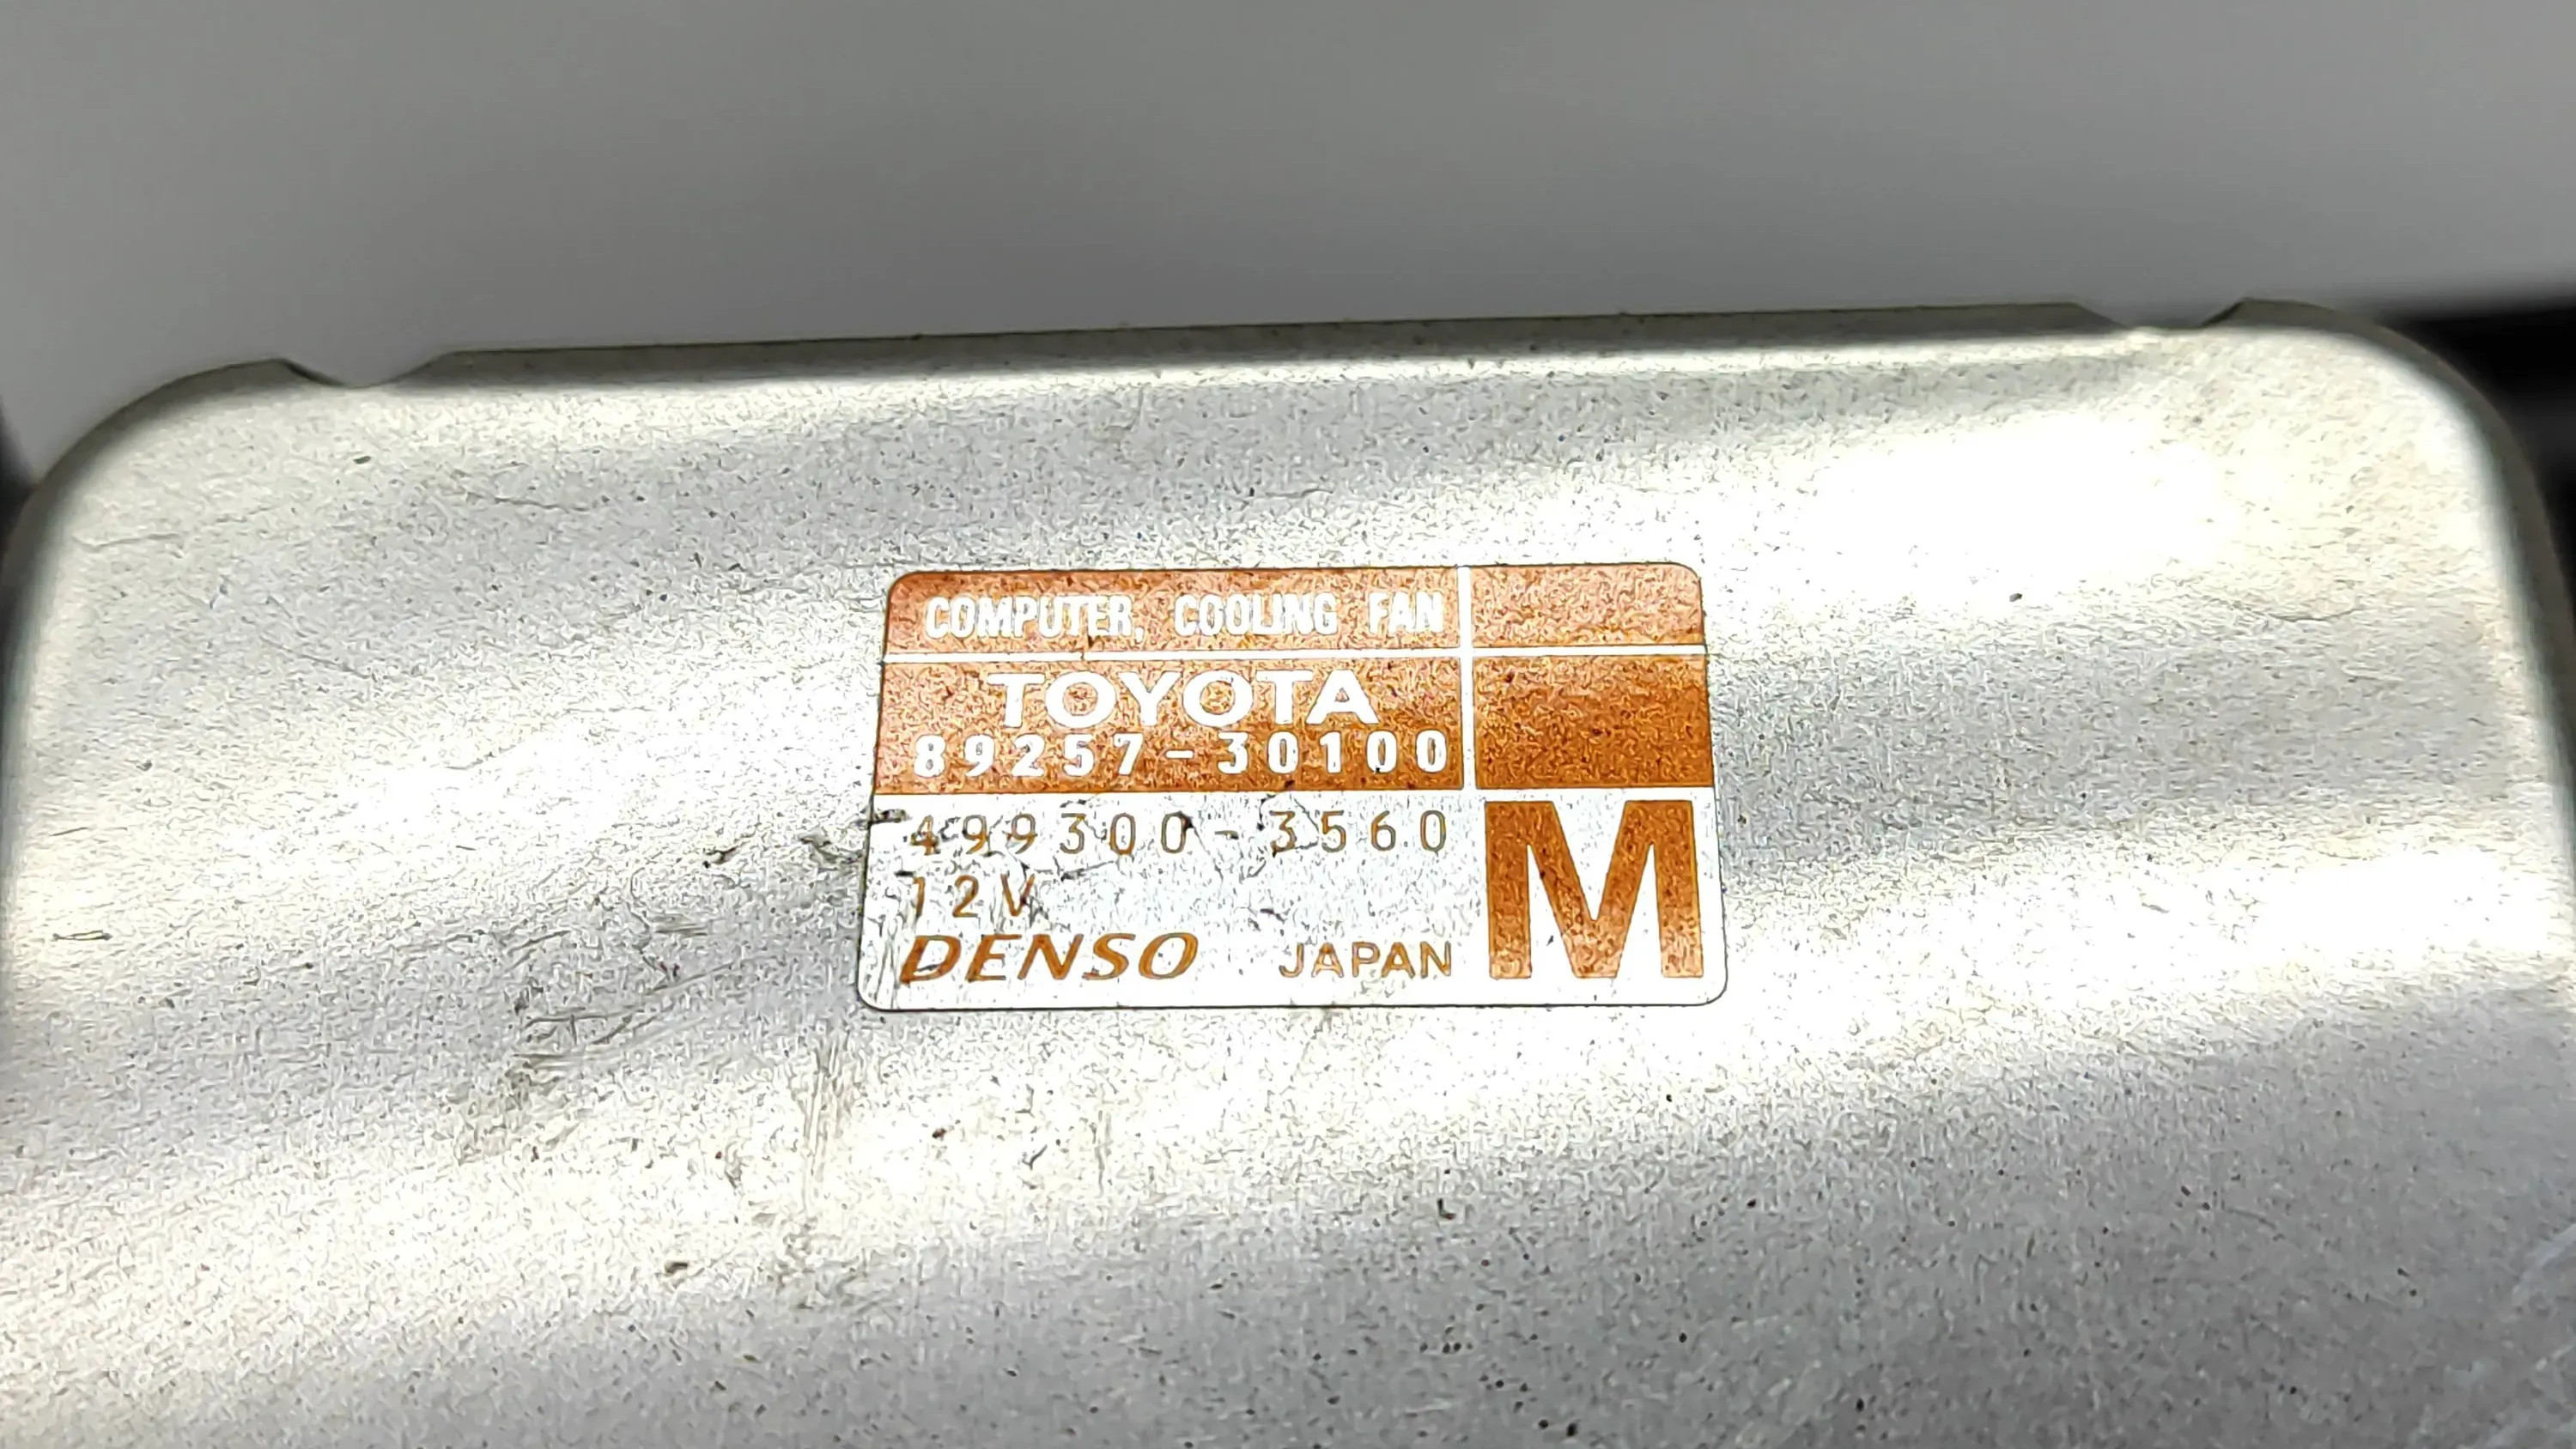 COMPUTER, COOLING FAN
TOYOTA
89257-30100
499300-3560
12V
DENSO JAPAN
M